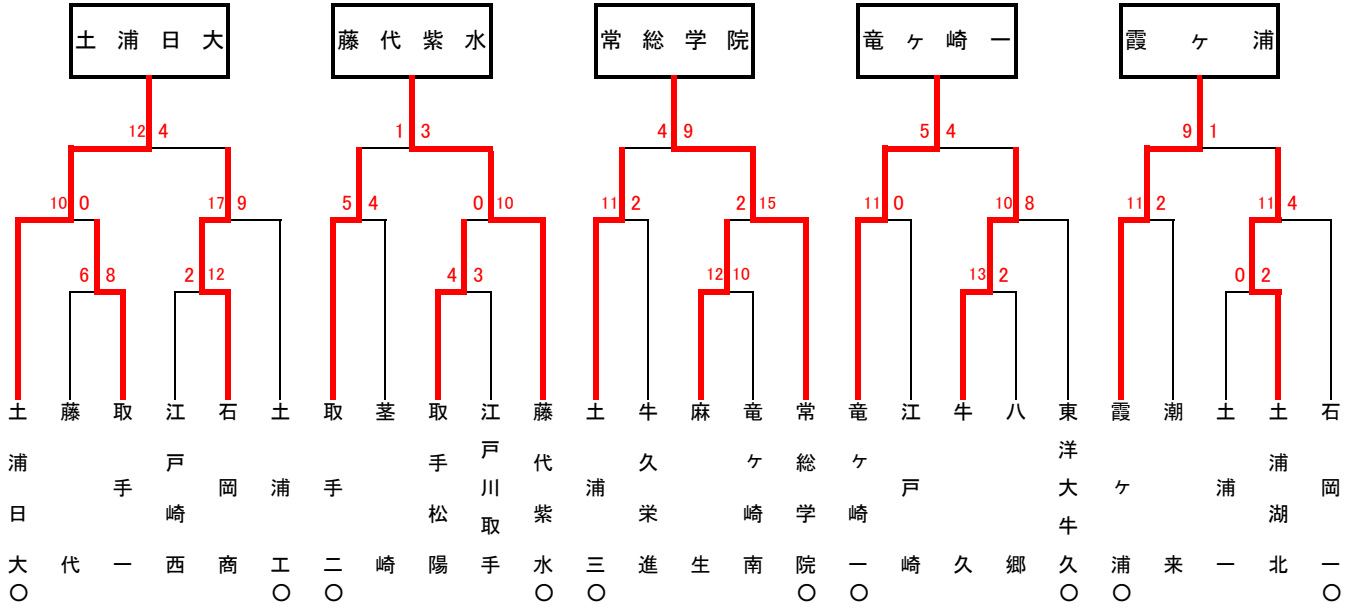 土浦日大 藤代紫水 常総学院 竜ヶ崎一 霞ヶ浦
12 4 1 3 4 9 5 4 9 1
10 0 17 9 5 4 0 10 11 2 2 15 11 0 10 8 11 2 11 4
6 8 2 12 4 3 12 10 13 2 0 2
土浦日大○
藤代
取手一
江戸崎西
石岡商
土浦工○
取手二○
茎崎
取手松陽
江戸川取手
藤代紫水○
土浦三○
牛久栄進
麻生
竜ヶ崎南
常総学院○
竜ヶ崎一○
江戸崎
牛久
八郷
東洋大牛久○
霞ヶ浦○
潮来
土浦一
土浦湖北
石岡一○